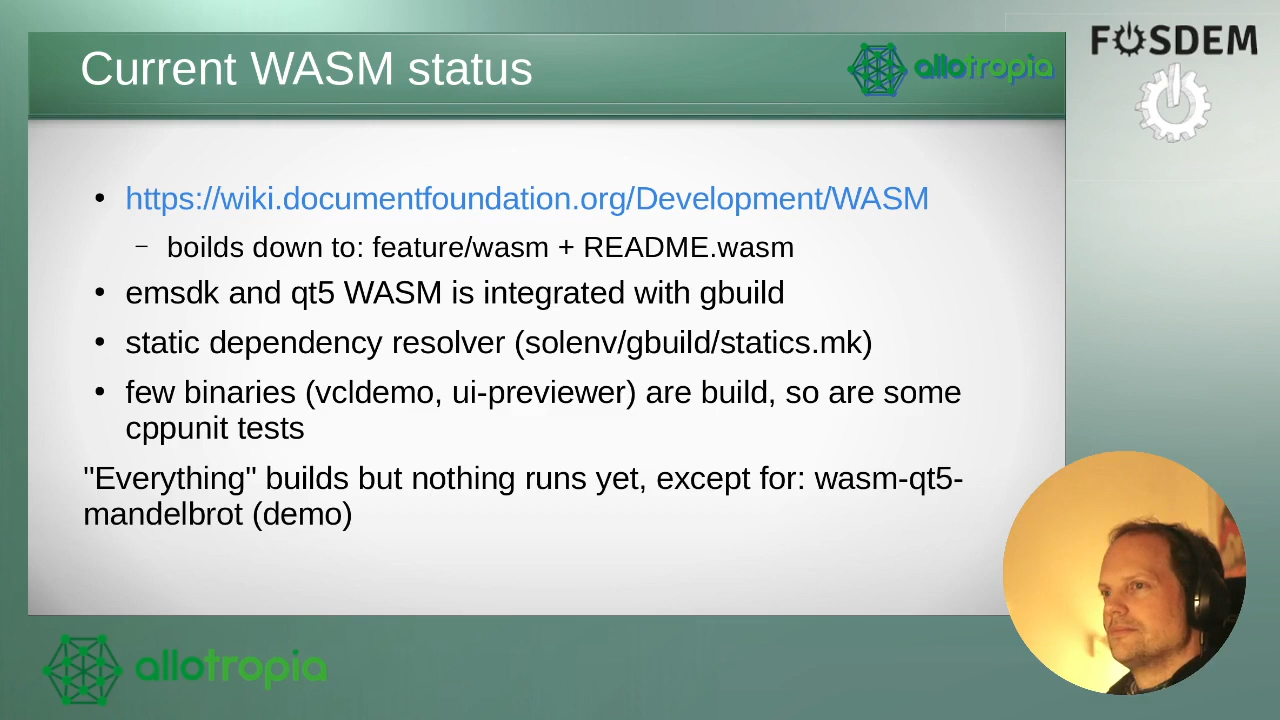 Current WASM status
allotropia
FOSDEM
https://wiki.documentfoundation.org/Development/WASM
boilds down to: feature/wasm + README.wasm
emsdk and qt5 WASM is integrated with gbuild
static dependency resolver (solenv/gbuild/statics.mk)
few binaries (vcldemo, ui-previewer) are build, so are some
cppunit tests
"Everything" builds but nothing runs yet, except for: wasm-qt5-
mandelbrot (demo)
allotropia